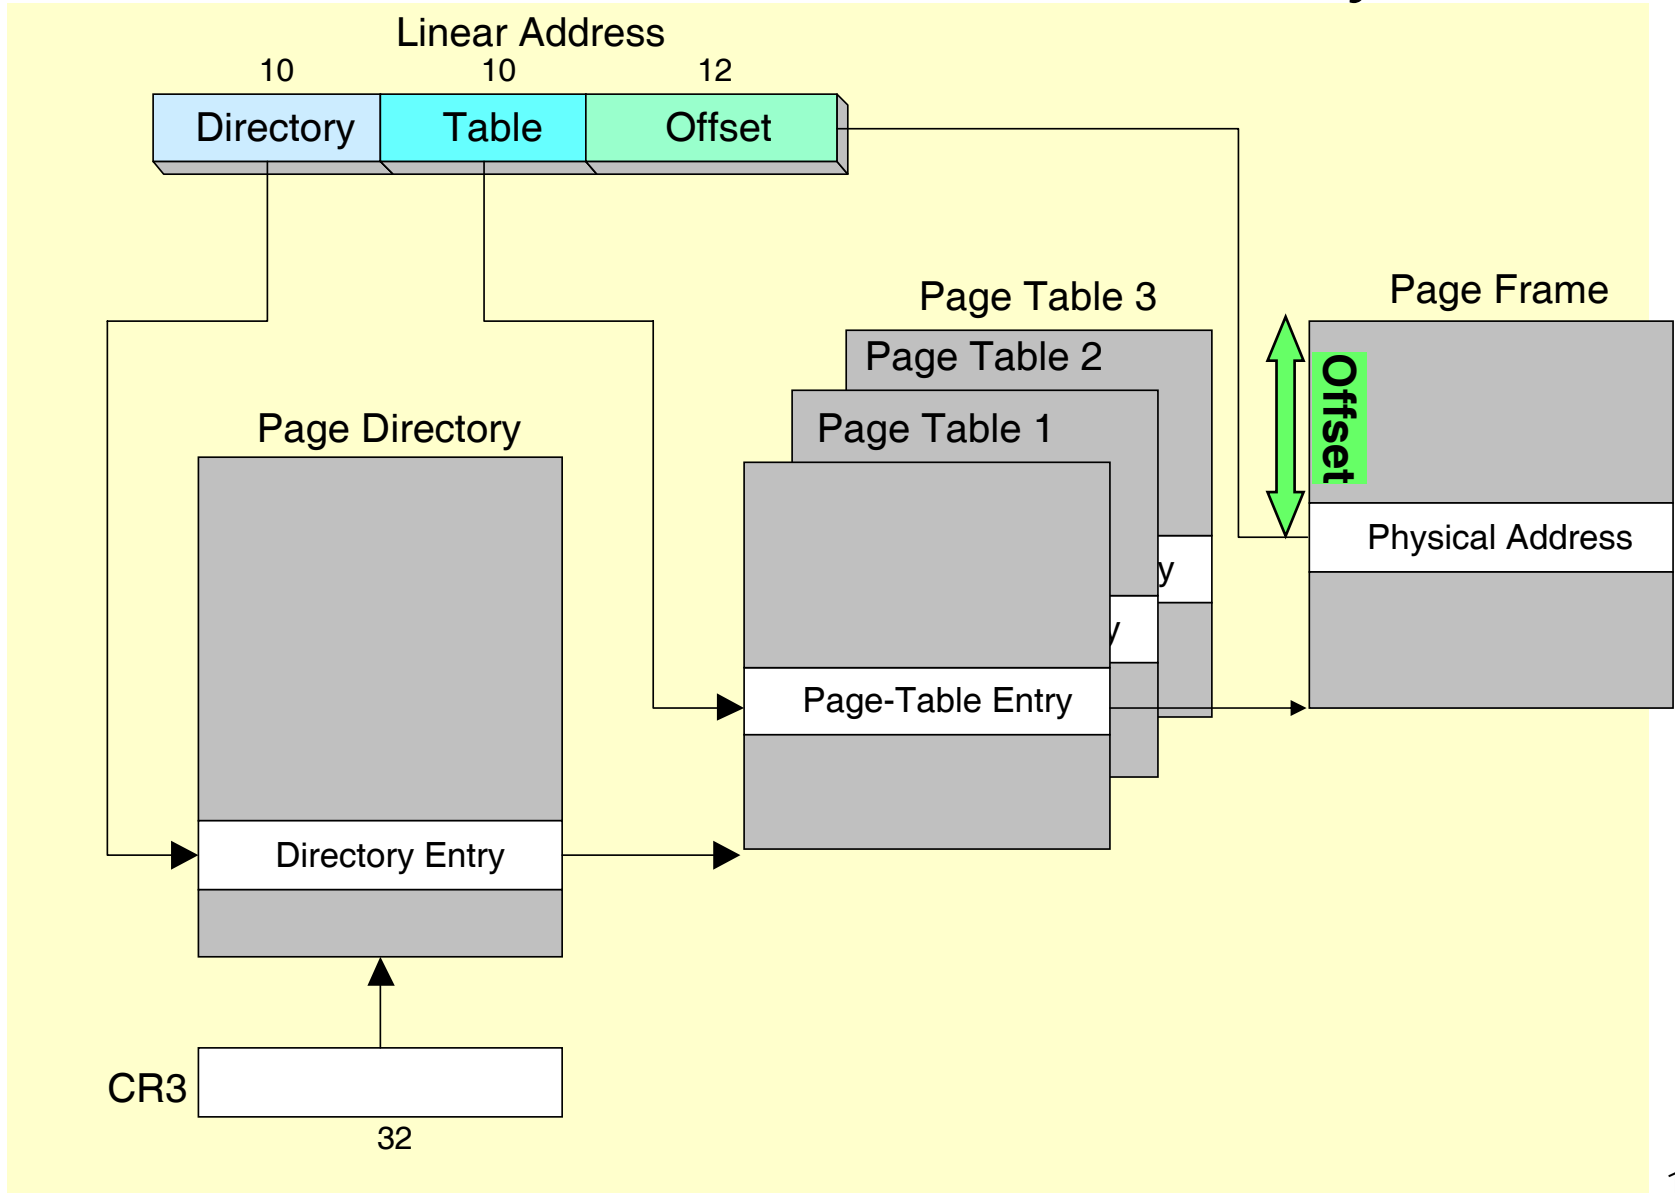 Linear Address
10 10 12
Directory Table Offset
Page Table 3
Page Frame
Page Table 2
Offset
Page Directory
Page Table 1
Physical Address
y
y
Page-Table Entry
Directory Entry
CR3
32